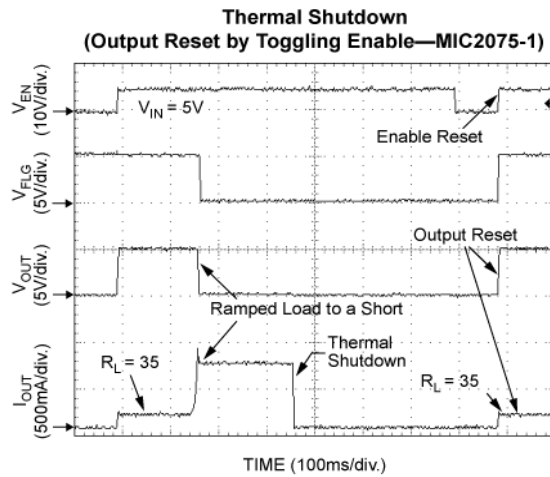 Thermal Shutdown
(Output Reset by Toggling Enable—MIC2075-1)
V_EN
(10V/div.)
V_IN = 5V
Enable Reset
V_FLG
(5V/div.)
V_OUT
(5V/div.)
Output Reset
Ramped Load to a Short
Thermal
Shutdown
I_OUT
(500mA/div.)
R_L = 35
R_L = 35
TIME (100ms/div.)